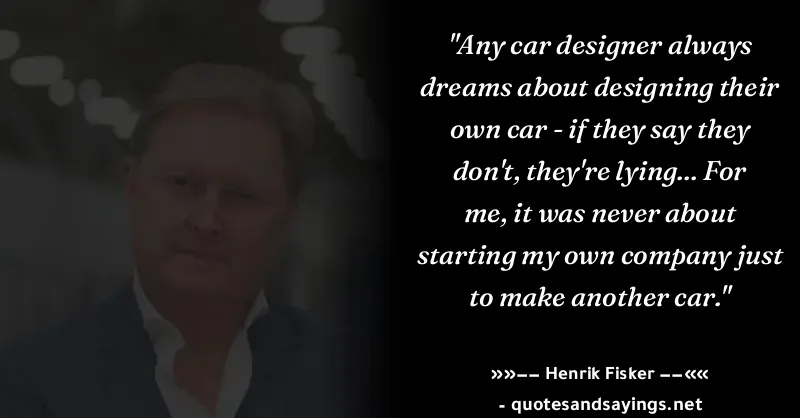 "Any car designer always
dreams about designing their
own car - if they say they
don't, they're lying... For
me, it was never about
starting my own company just
to make another car."
»»−− Henrik Fisker −−««
- quotesandsayings.net